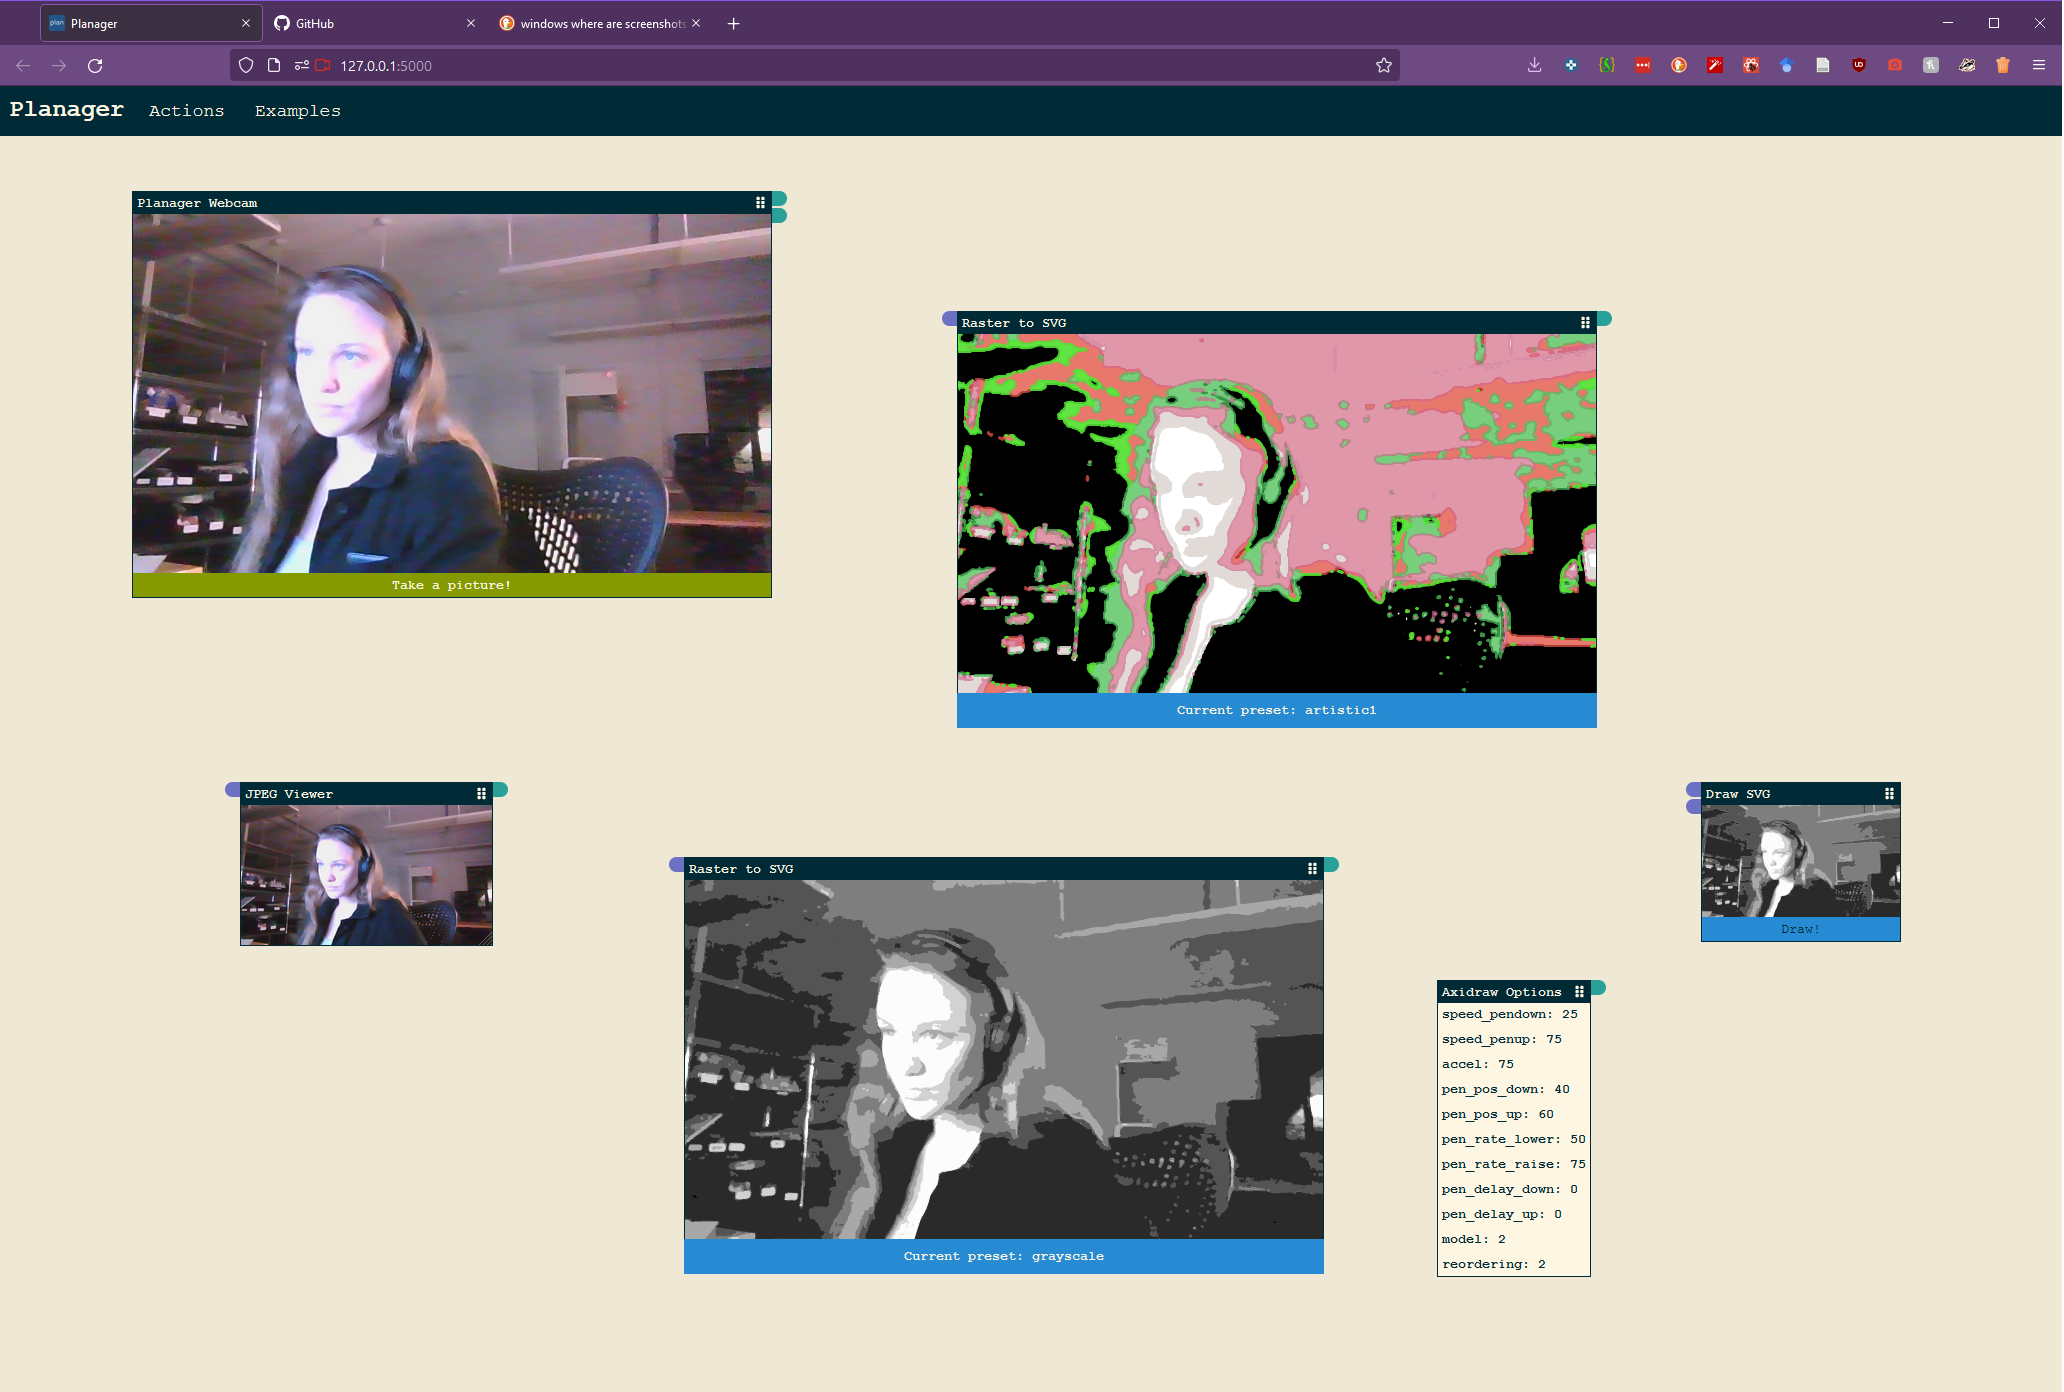 Planager
GitHub
windows where are screenshots
127.0.0.1:5000
Planager Actions Examples
Planager Webcam
Take a picture!
Raster to SVG
Current preset: artistic1
JPEG Viewer
Raster to SVG
Current preset: grayscale
Draw SVG
Draw!
Axidraw Options
speed_pendown: 25
speed_penup: 75
accel: 75
pen_pos_down: 40
pen_pos_up: 60
pen_rate_lower: 50
pen_rate_raise: 75
pen_delay_down: 0
pen_delay_up: 0
model: 2
reordering: 2